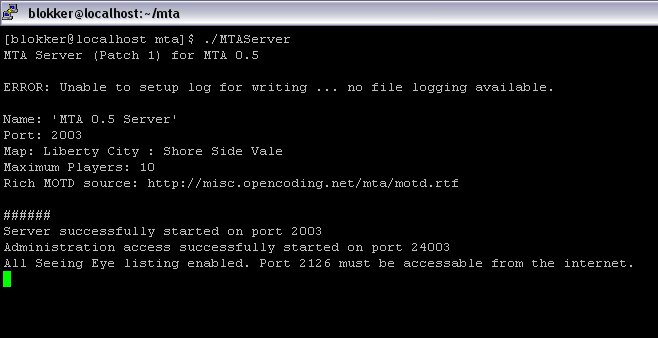 blokker@localhost:~/mta
[blokker@localhost mta]$ ./MTAServer
MTA Server (Patch 1) for MTA 0.5
ERROR: Unable to setup log for writing ... no file logging available.
Name: 'MTA 0.5 Server'
Port: 2003
Map: Liberty City : Shore Side Vale
Maximum Players: 10
Rich MOTD source: http://misc.opencoding.net/mta/motd.rtf
######
Server successfully started on port 2003
Administration access successfully started on port 24003
All Seeing Eye listing enabled. Port 2126 must be accessable from the internet.